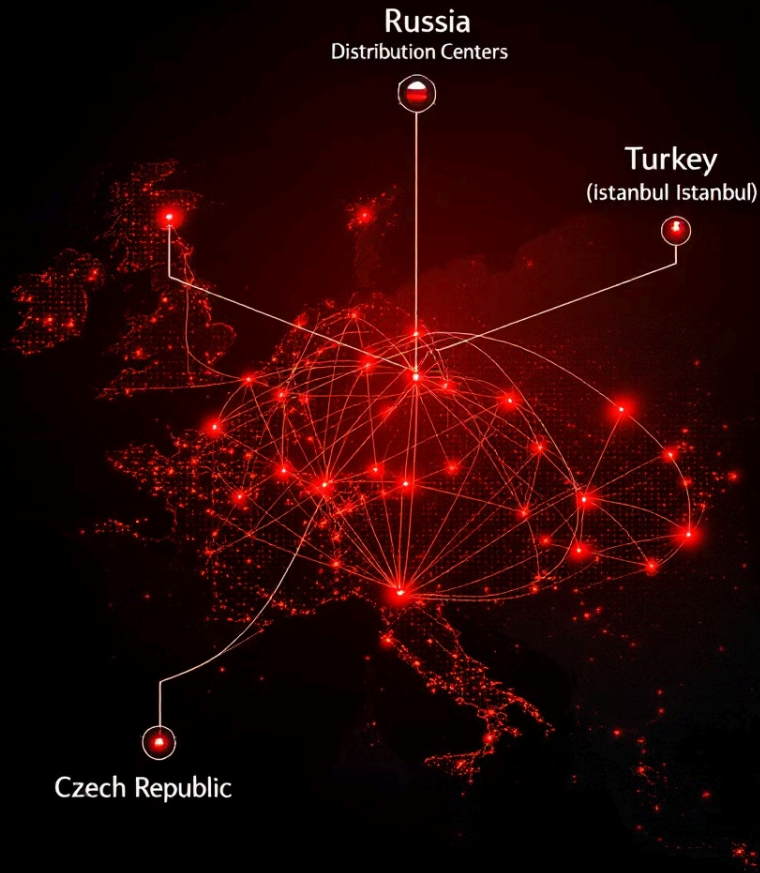 Russia
Distribution Centers
Turkey
(istanbul Istanbul)
Czech Republic